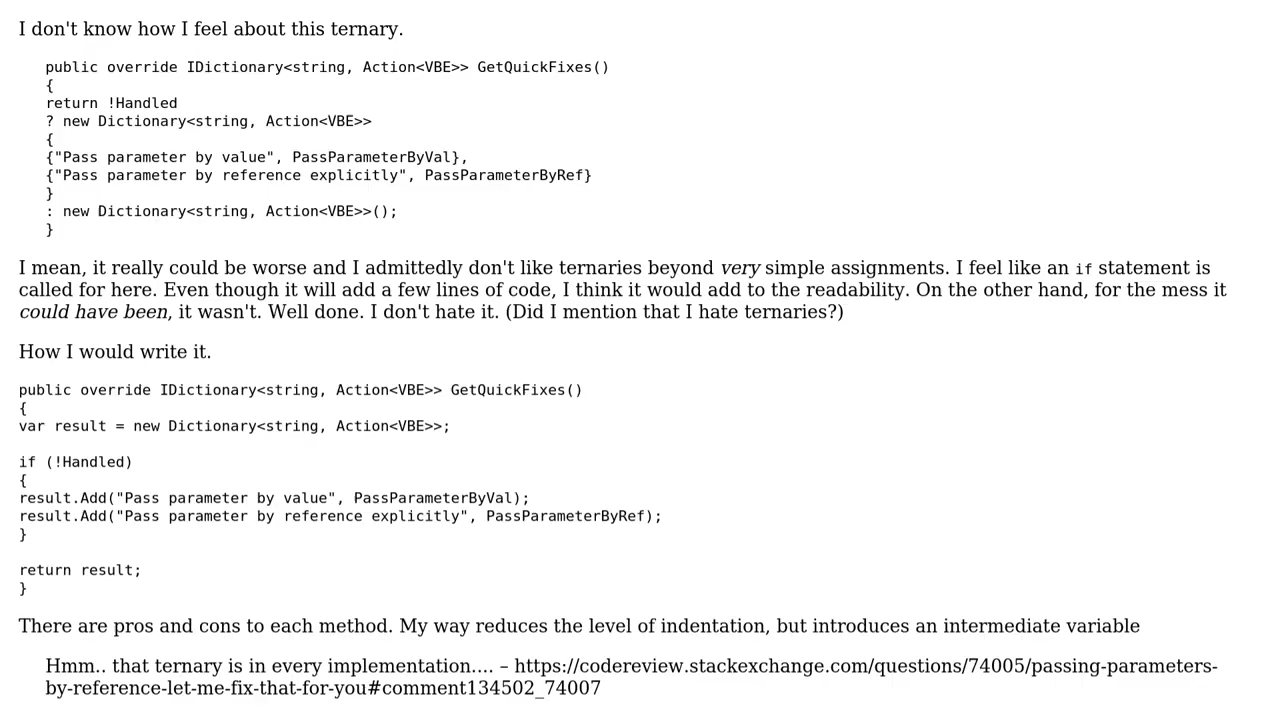 I don't know how I feel about this ternary.
public override IDictionary<string, Action<VBE>> GetQuickFixes()
{
return !Handled
? new Dictionary<string, Action<VBE>>
{
{"Pass parameter by value", PassParameterByVal},
{"Pass parameter by reference explicitly", PassParameterByRef}
}
: new Dictionary<string, Action<VBE>>();
}
I mean, it really could be worse and I admittedly don't like ternaries beyond very simple assignments. I feel like an if statement is
called for here. Even though it will add a few lines of code, I think it would add to the readability. On the other hand, for the mess it
could have been, it wasn't. Well done. I don't hate it. (Did I mention that I hate ternaries?)
How I would write it.
public override IDictionary<string, Action<VBE>> GetQuickFixes()
{
var result = new Dictionary<string, Action<VBE>>;
if (!Handled)
{
result.Add("Pass parameter by value", PassParameterByVal);
result.Add("Pass parameter by reference explicitly", PassParameterByRef);
}
return result;
}
There are pros and cons to each method. My way reduces the level of indentation, but introduces an intermediate variable
Hmm.. that ternary is in every implementation.... – https://codereview.stackexchange.com/questions/74005/passing-parameters-
by-reference-let-me-fix-that-for-you#comment134502_74007